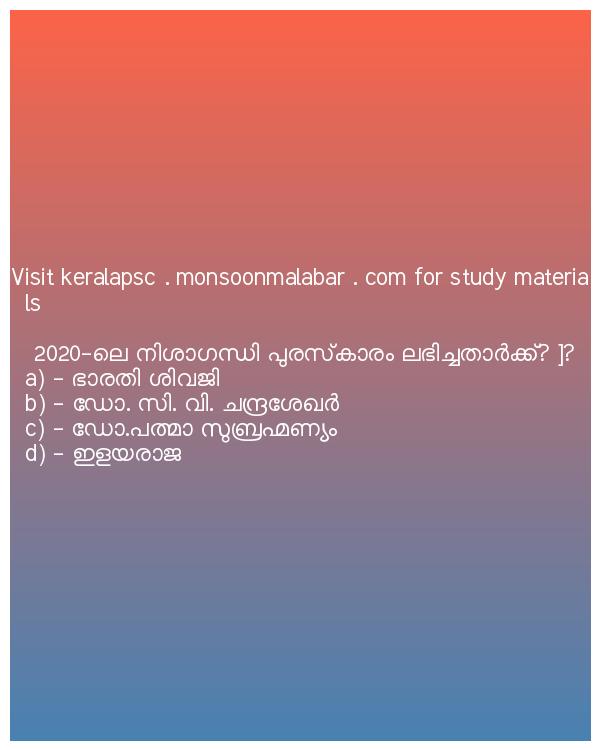 Visit keralapsc . monsoonmalabar . com for study materia
ls
2020-ലെ നിശാഗന്ധി പുരസ്കാരം ലഭിച്ചതാർക്ക്? ]?
a) - ഭാരതി ശിവജി
b) - ഡോ. സി. വി. ചന്ദ്രശേഖർ
c) - ഡോ.പത്മാ സുബ്രഹ്മണ്യം
d) - ഇളയരാജ